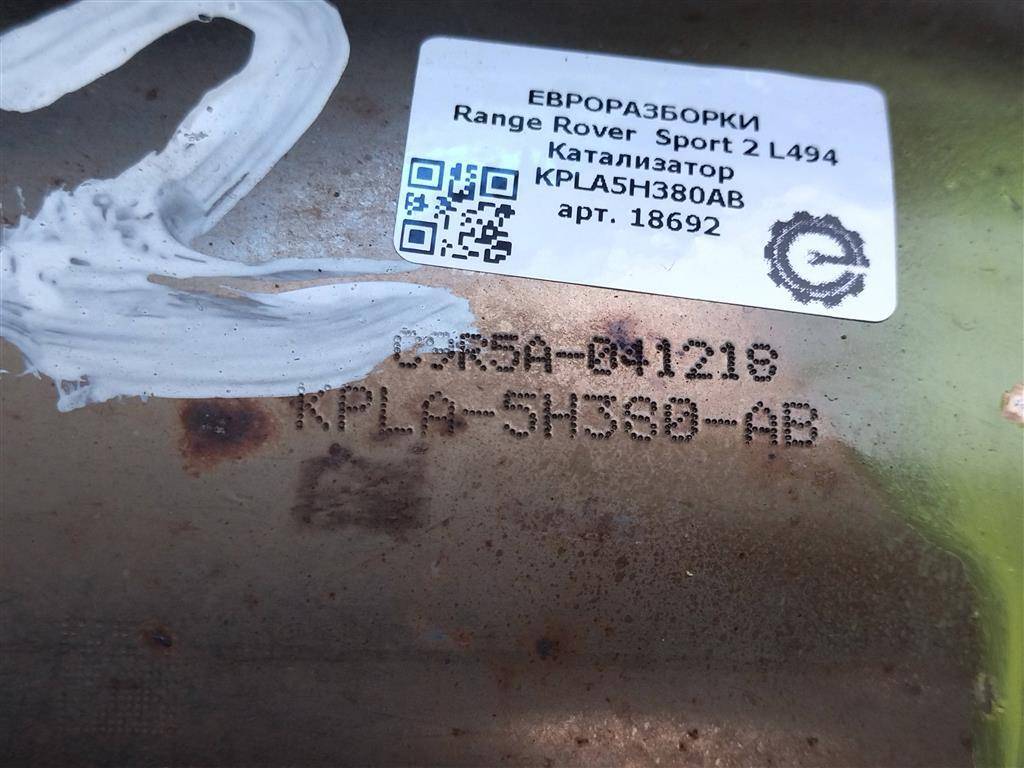 ЕВРОРАЗБОРКИ
Range Rover Sport 2 L494
Катализатор
KPLA5H380AB
арт. 18692
KPLA-5H380-AB